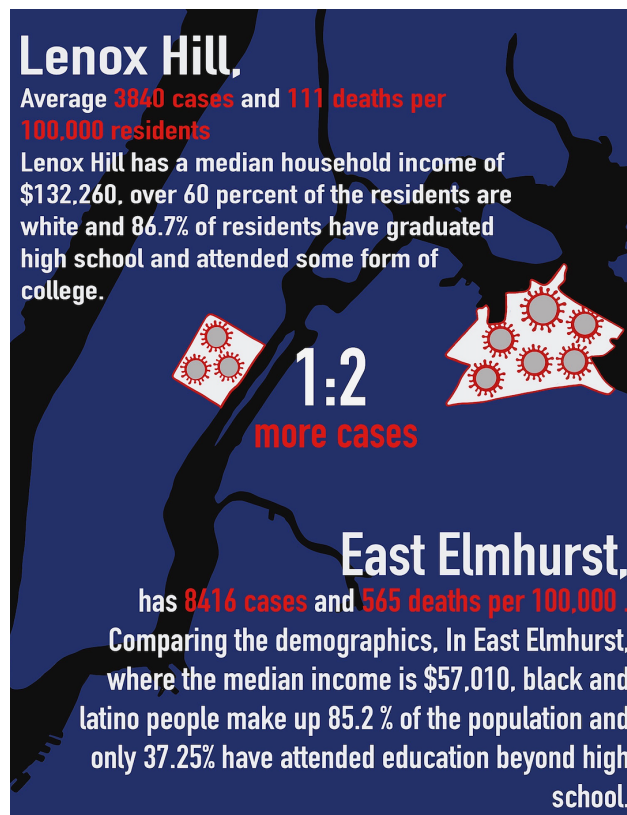 Lenox Hill,
Average 3840 cases and 111 deaths per
100,000 residents
Lenox Hill has a median household income of
$132,260, over 60 percent of the residents are
white and 86.7% of residents have graduated
high school and attended some form of
college.
1:2
more cases
East Elmhurst,
has 8416 cases and 565 deaths per 100,000 .
Comparing the demographics, In East Elmhurst,
where the median income is $57,010, black and
latino people make up 85.2 % of the population and
only 37.25% have attended education beyond high
school.